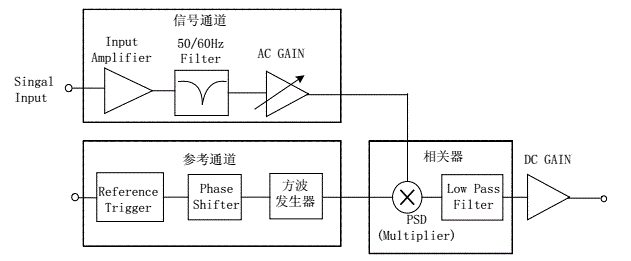 信号通道
Input
Amplifier
50/60Hz
Filter
AC GAIN
Singal
Input
参考通道
Reference
Trigger
Phase
Shifter
方波
发生器
相关器
PSD
(Multiplier)
Low Pass
Filter
DC GAIN